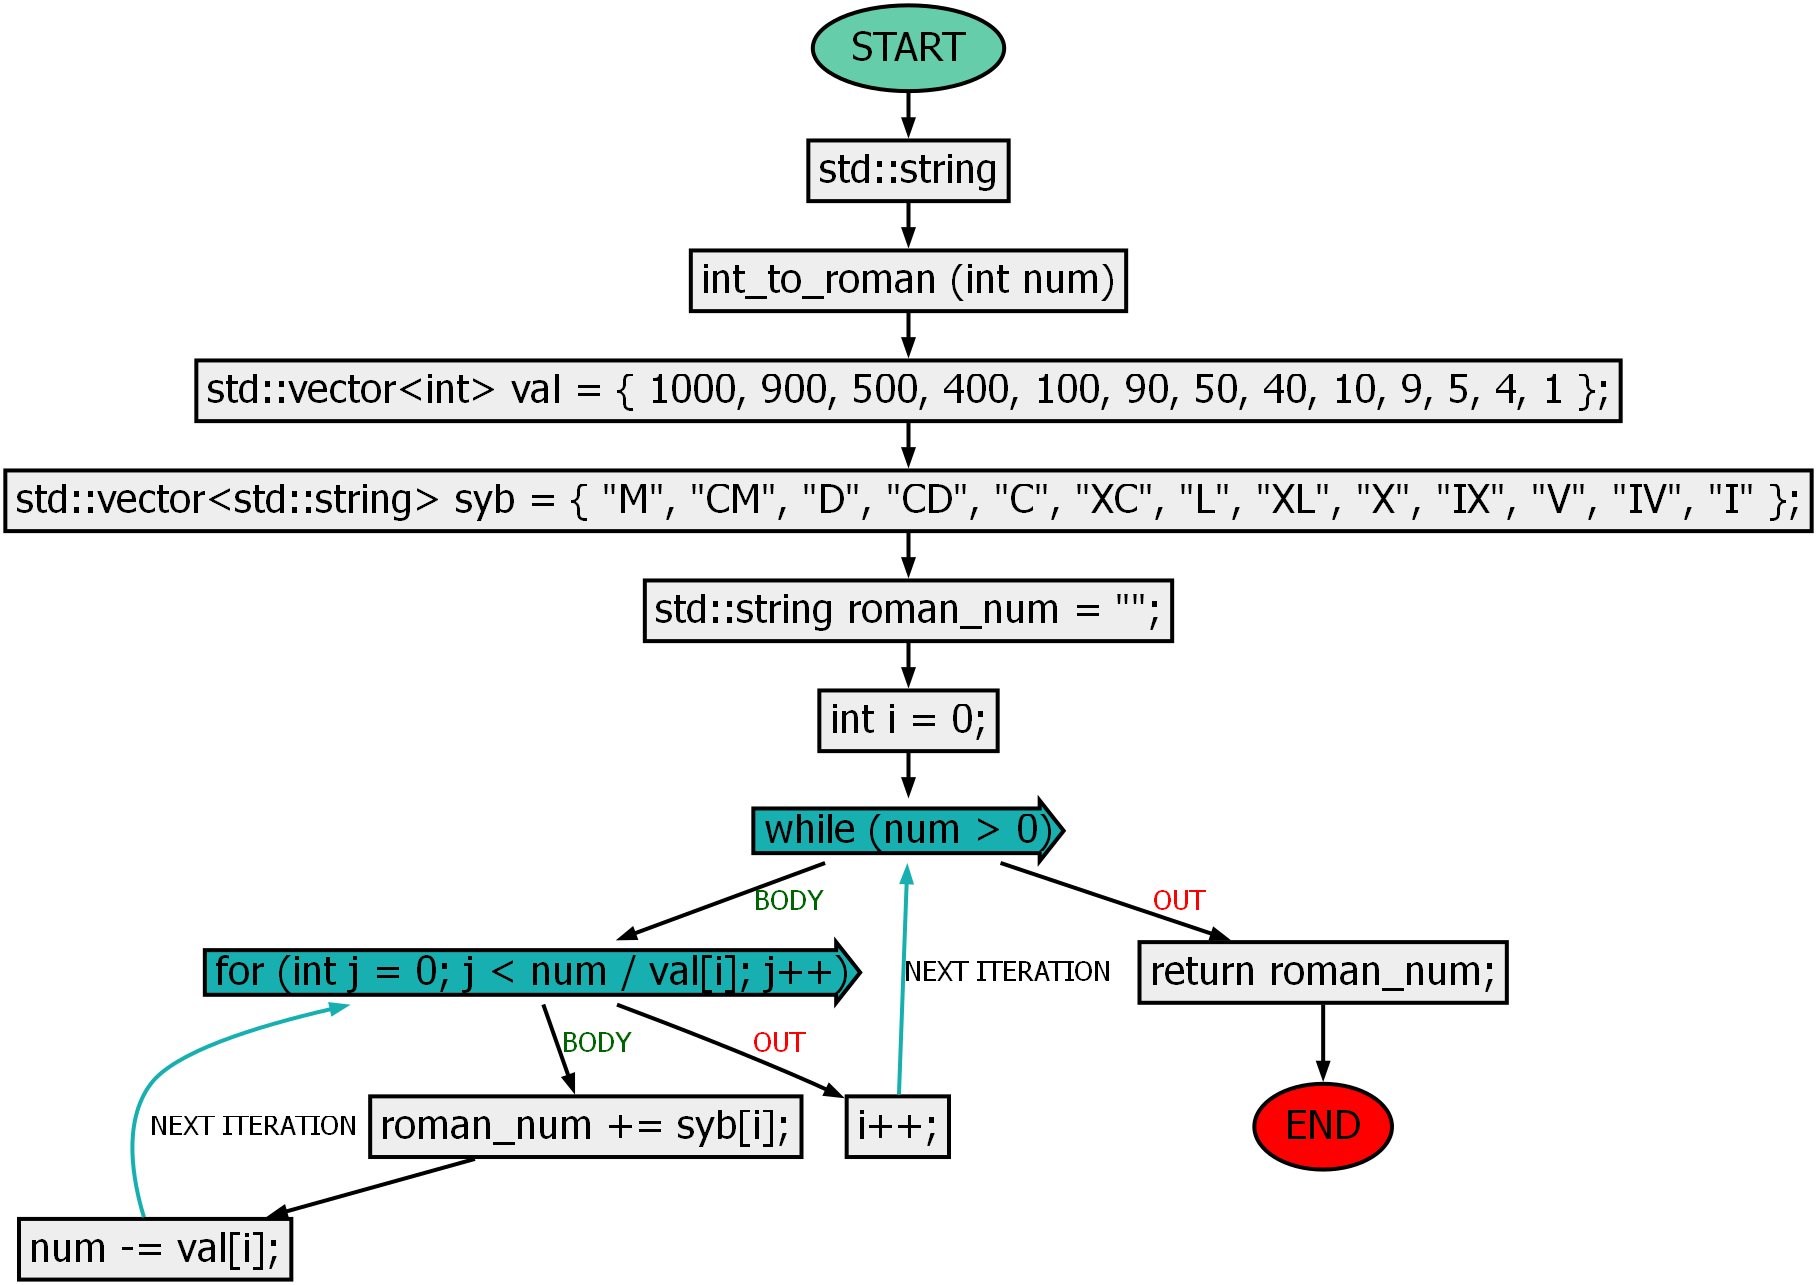 START
std::string
int_to_roman (int num)
std::vector<int> val = { 1000, 900, 500, 400, 100, 90, 50, 40, 10, 9, 5, 4, 1 };
std::vector<std::string> syb = { "M", "CM", "D", "CD", "C", "XC", "L", "XL", "X", "IX", "V", "IV", "I" };
std::string roman_num = "";
int i = 0;
while (num > 0)
BODY
OUT
for (int j = 0; j < num / val[i]; j++)
NEXT ITERATION
return roman_num;
BODY
OUT
NEXT ITERATION
roman_num += syb[i];
i++;
END
num -= val[i];